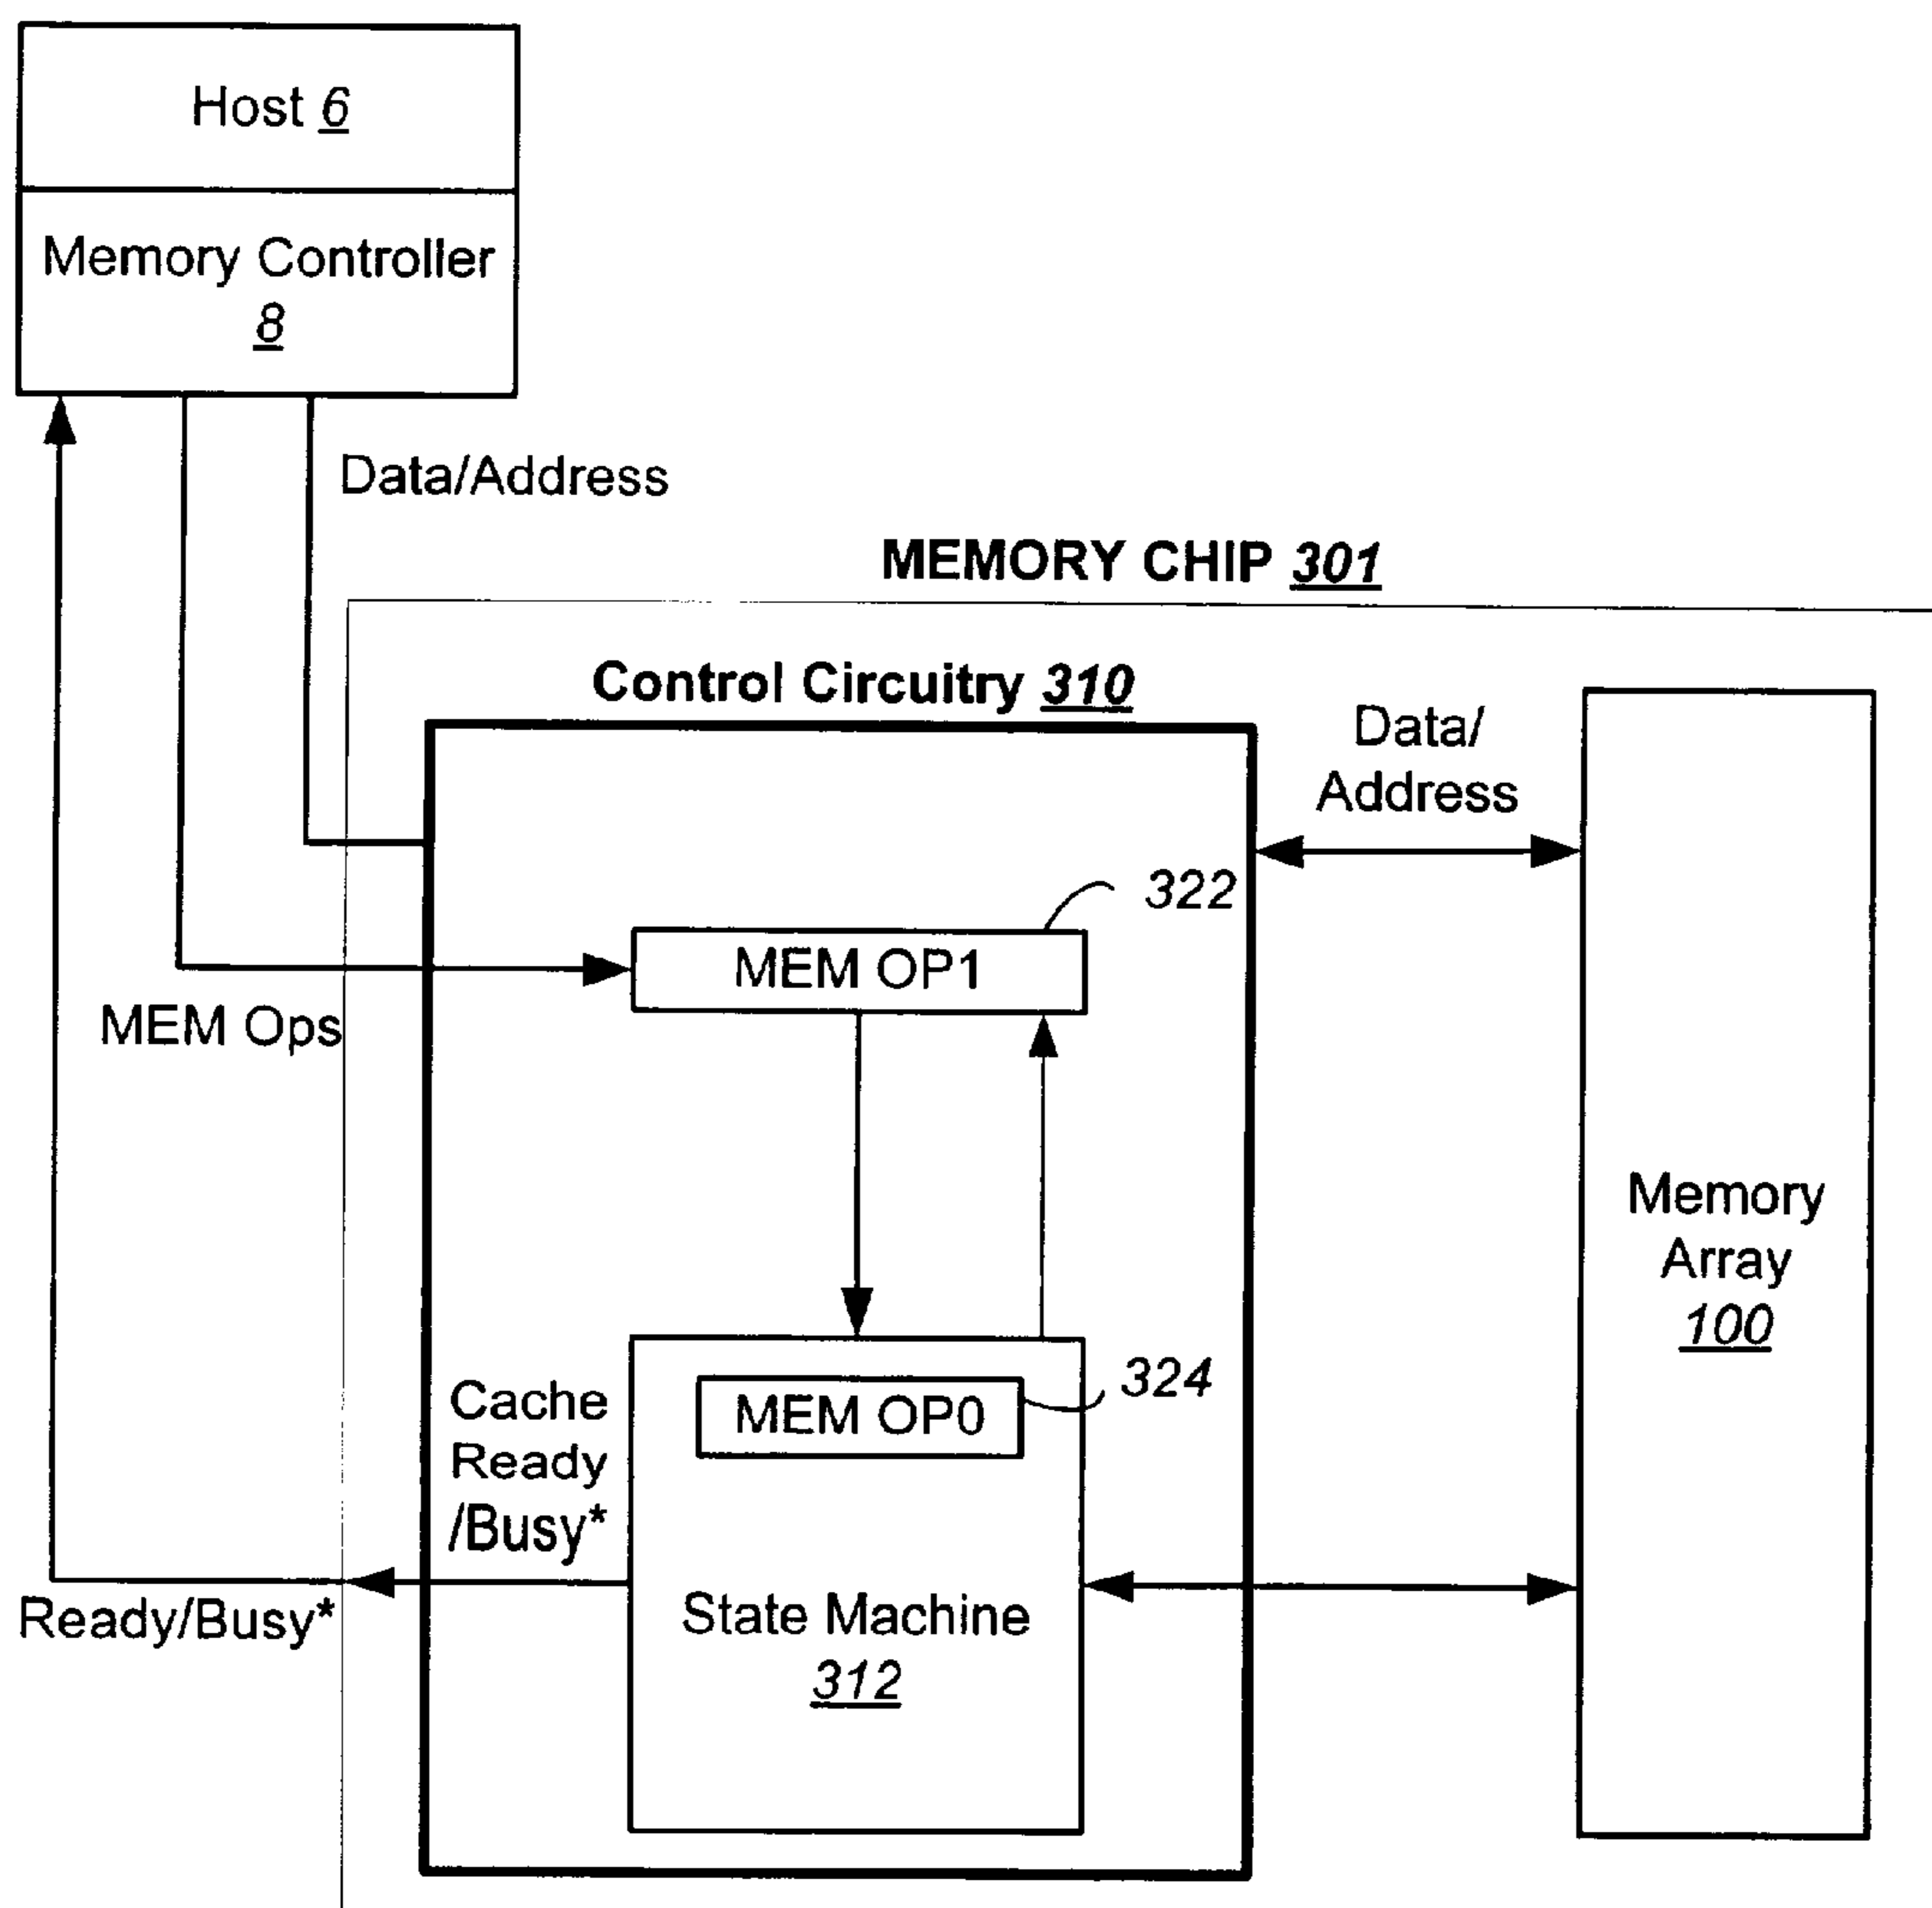 Host 6
Memory Controller
8
Data/Address
MEMORY CHIP 301
Control Circuitry 310
Data/
Address
322
MEM OP1
MEM Ops
Memory
Array
100
324
MEM OP0
Cache
Ready
/Busy*
Ready/Busy*
State Machine
312